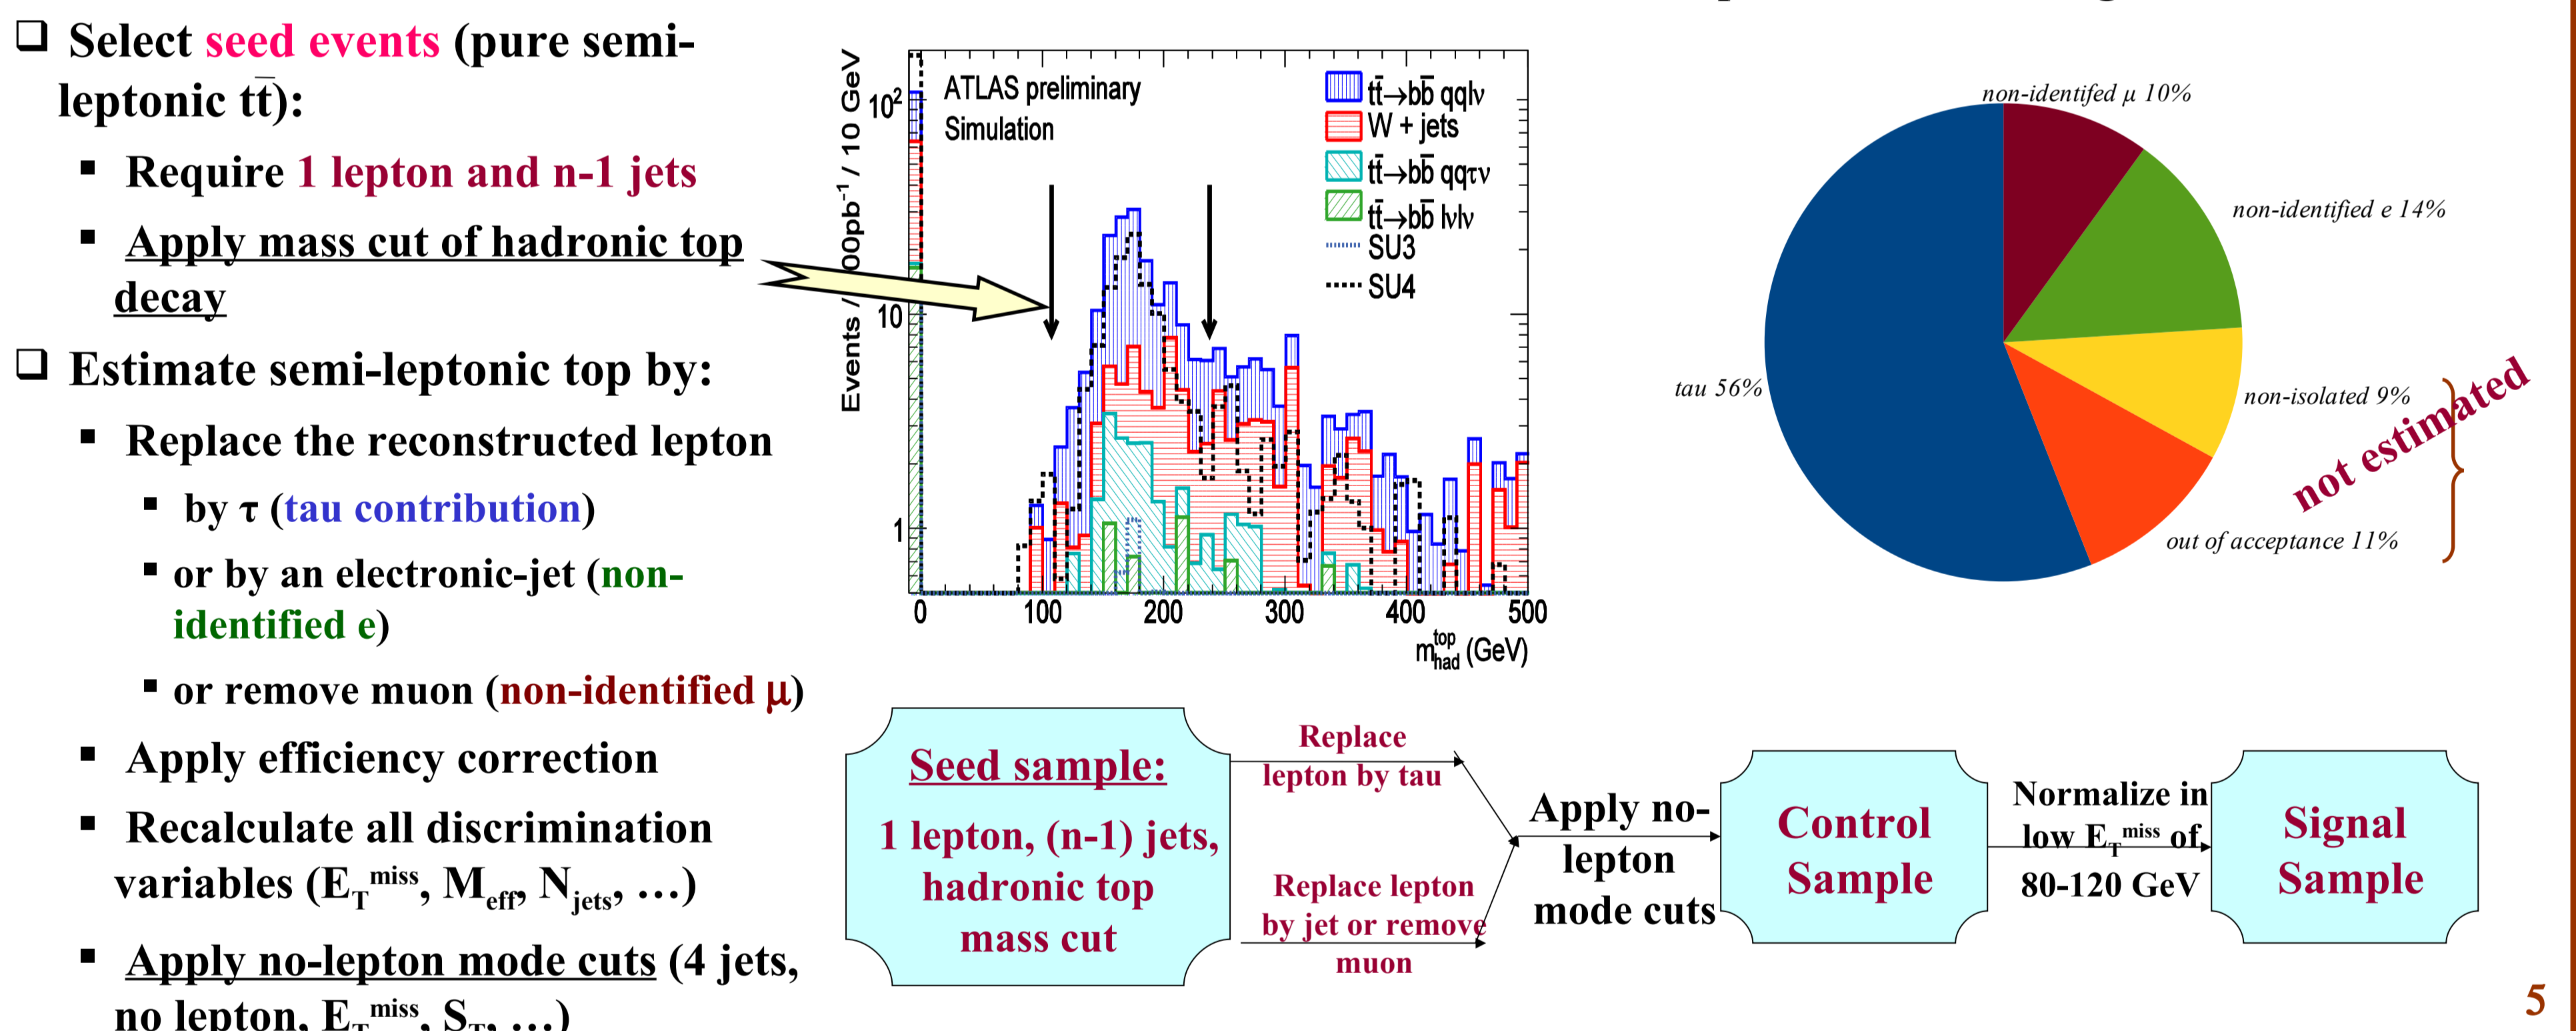 ❑ Select seed events (pure semi-
leptonic tt̅):
▪ Require 1 lepton and n-1 jets
▪ Apply mass cut of hadronic top
decay
❑ Estimate semi-leptonic top by:
▪ Replace the reconstructed lepton
▪ by τ (tau contribution)
▪ or by an electronic-jet (non-
identified e)
▪ or remove muon (non-identified μ)
▪ Apply efficiency correction
▪ Recalculate all discrimination
variables (E_T^miss, M_eff, N_jets, …)
▪ Apply no-lepton mode cuts (4 jets,
no lepton, E_T^miss, S_T, …)
Events / 00pb⁻¹ / 10 GeV
10²
10
1
ATLAS preliminary
Simulation
tt̅→bb̅ qqlν
W + jets
tt̅→bb̅ qqτν
tt̅→bb̅ lνlν
SU3
SU4
0 100 200 300 400 500
m_had^top (GeV)
non-identifed μ 10%
non-identified e 14%
non-isolated 9%
out of acceptance 11%
tau 56%
not estimated
Seed sample:
1 lepton, (n-1) jets,
hadronic top
mass cut
Replace
lepton by tau
Replace lepton
by jet or remove
muon
Apply no-
lepton
mode cuts
Control
Sample
Normalize in
low E_T^miss of
80-120 GeV
Signal
Sample
5